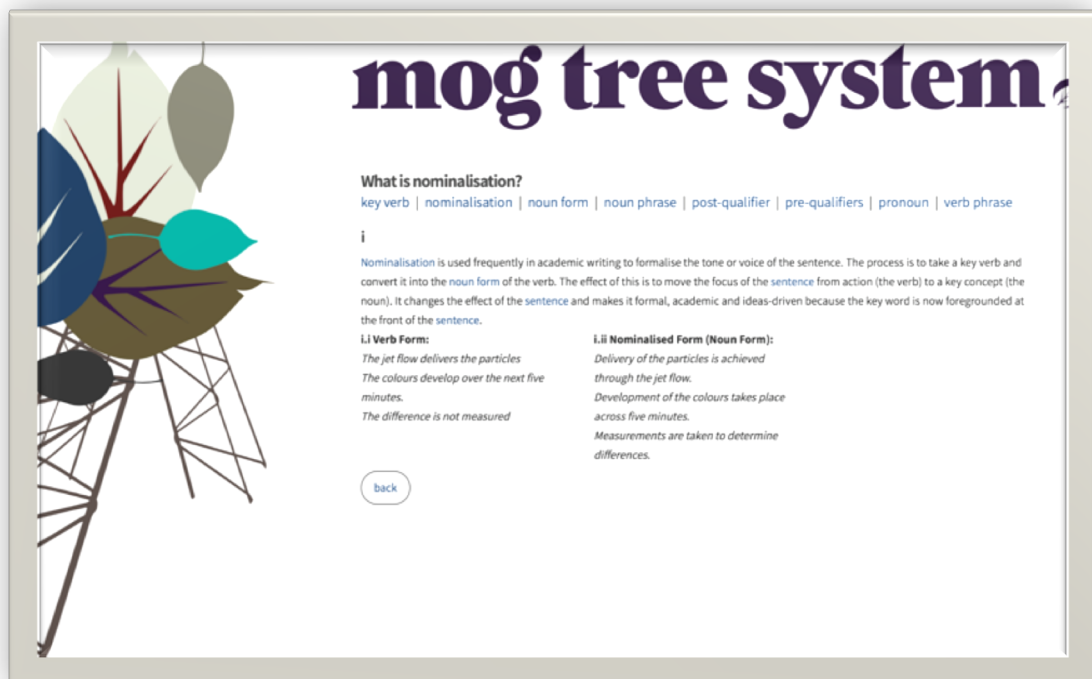 mog tree system
What is nominalisation?
key verb | nominalisation | noun form | noun phrase | post-qualifier | pre-qualifiers | pronoun | verb phrase
i
Nominalisation is used frequently in academic writing to formalise the tone or voice of the sentence. The process is to take a key verb and
convert it into the noun form of the verb. The effect of this is to move the focus of the sentence from action (the verb) to a key concept (the
noun). It changes the effect of the sentence and makes it formal, academic and ideas-driven because the key word is now foregrounded at
the front of the sentence.
i.i Verb Form:
The jet flow delivers the particles
The colours develop over the next five
minutes.
The difference is not measured
i.ii Nominalised Form (Noun Form):
Delivery of the particles is achieved
through the jet flow.
Development of the colours takes place
across five minutes.
Measurements are taken to determine
differences.
back